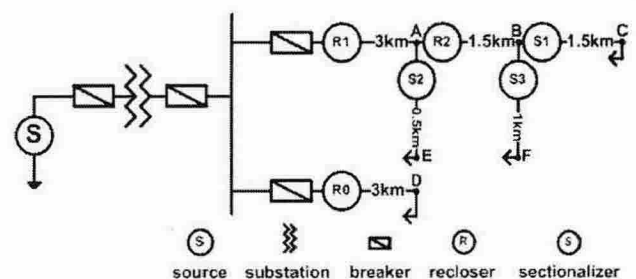 R1 3km A R2 1.5km B S1 1.5km C
S2 S3
0.5km 1km
S
E F
R0 3km D
S R S
source substation breaker recloser sectionalizer